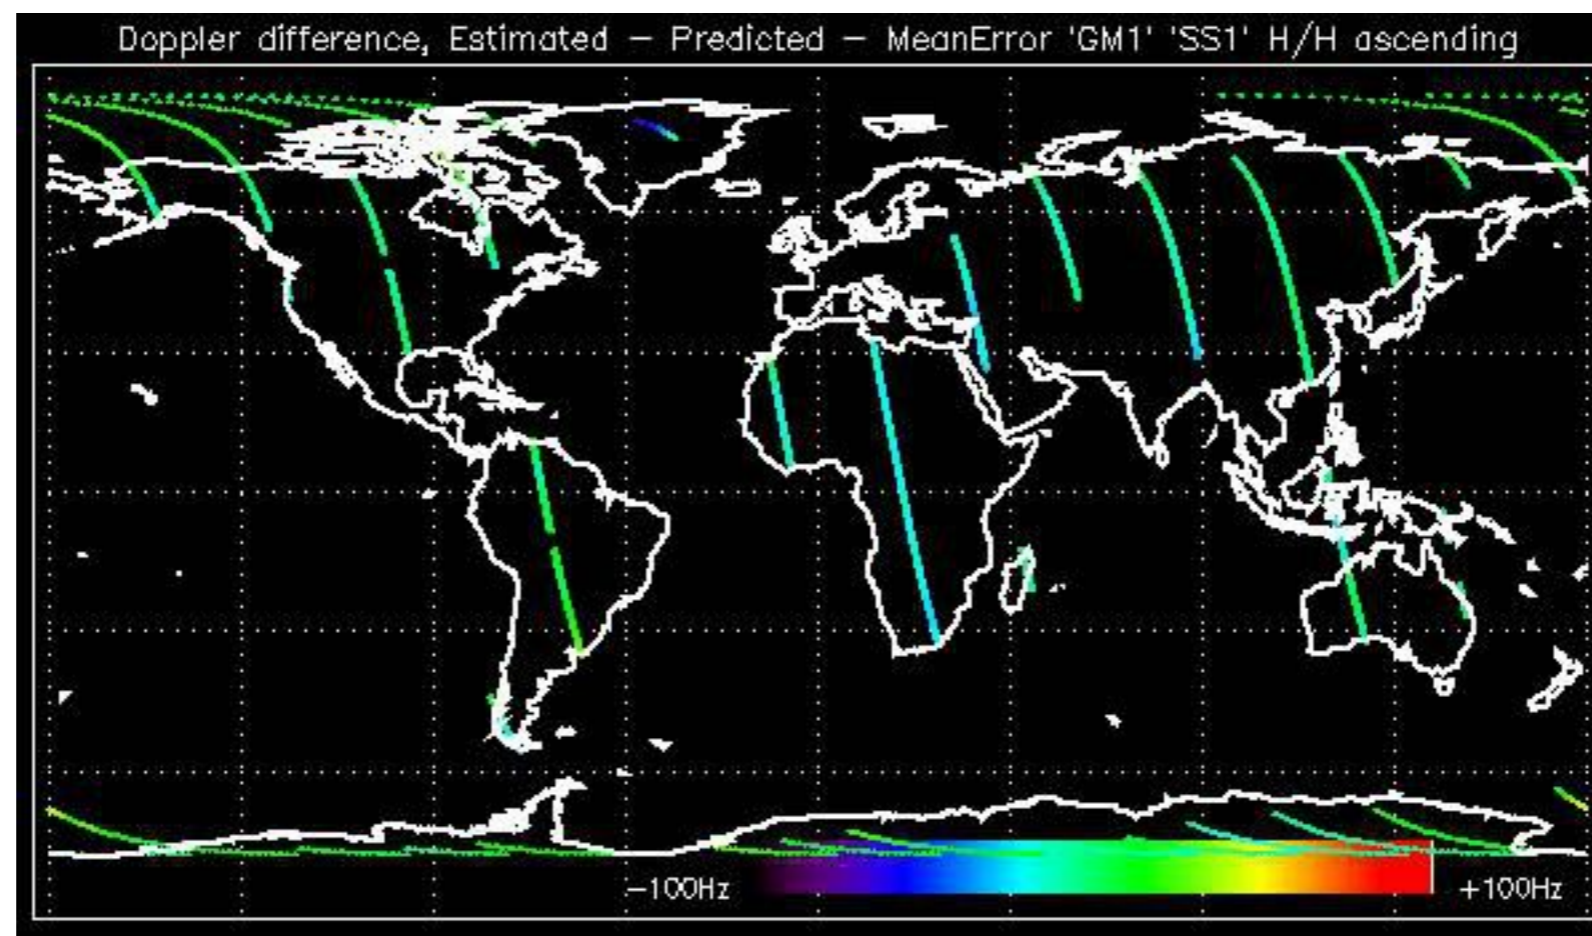 Doppler difference, Estimated – Predicted – MeanError 'GM1' 'SS1' H/H ascending
-100Hz
+100Hz